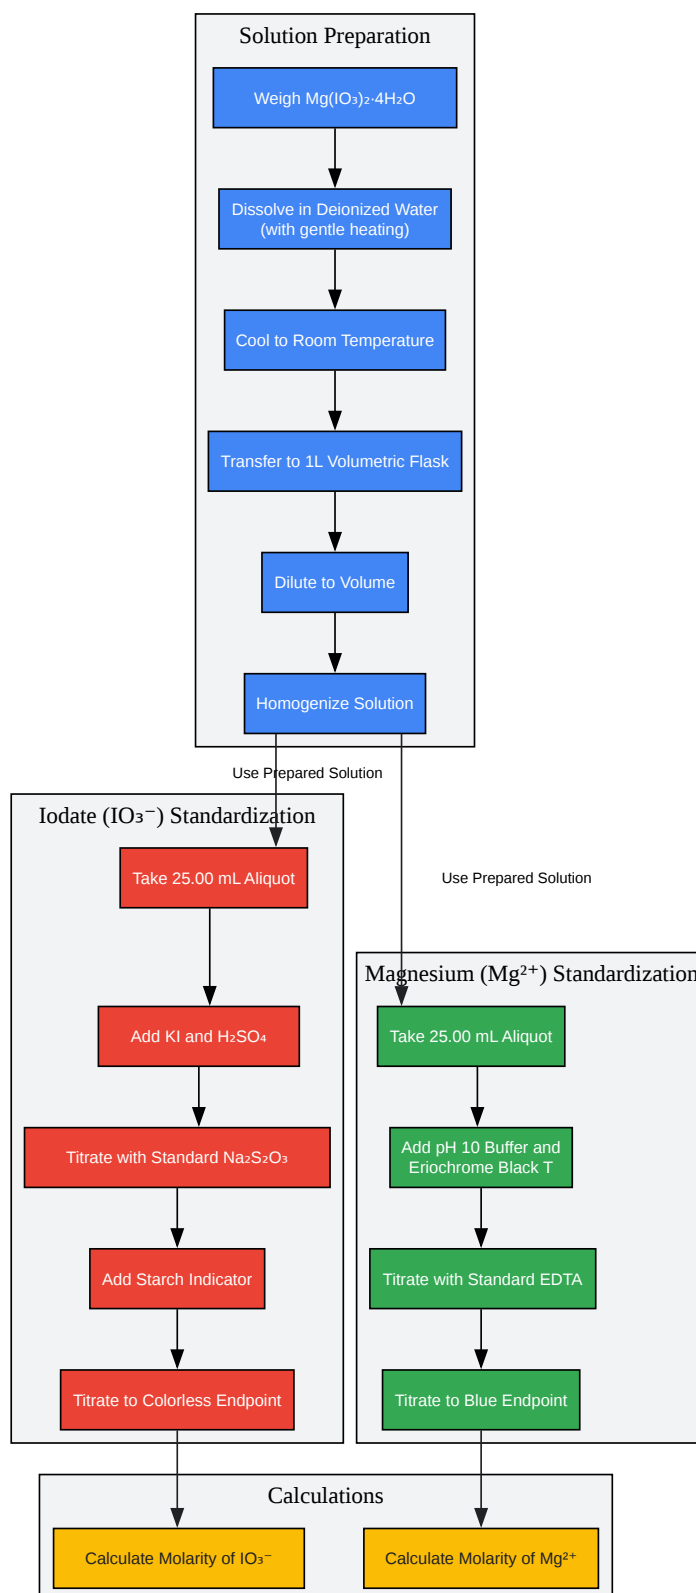 Solution Preparation
Weigh Mg(IO₃)₂·4H₂O
Dissolve in Deionized Water
(with gentle heating)
Cool to Room Temperature
Transfer to 1L Volumetric Flask
Dilute to Volume
Homogenize Solution
Use Prepared Solution
Iodate (IO₃⁻) Standardization
Take 25.00 mL Aliquot
Add KI and H₂SO₄
Titrate with Standard Na₂S₂O₃
Add Starch Indicator
Titrate to Colorless Endpoint
Use Prepared Solution
Magnesium (Mg²⁺) Standardization
Take 25.00 mL Aliquot
Add pH 10 Buffer and
Eriochrome Black T
Titrate with Standard EDTA
Titrate to Blue Endpoint
Calculations
Calculate Molarity of IO₃⁻
Calculate Molarity of Mg²⁺